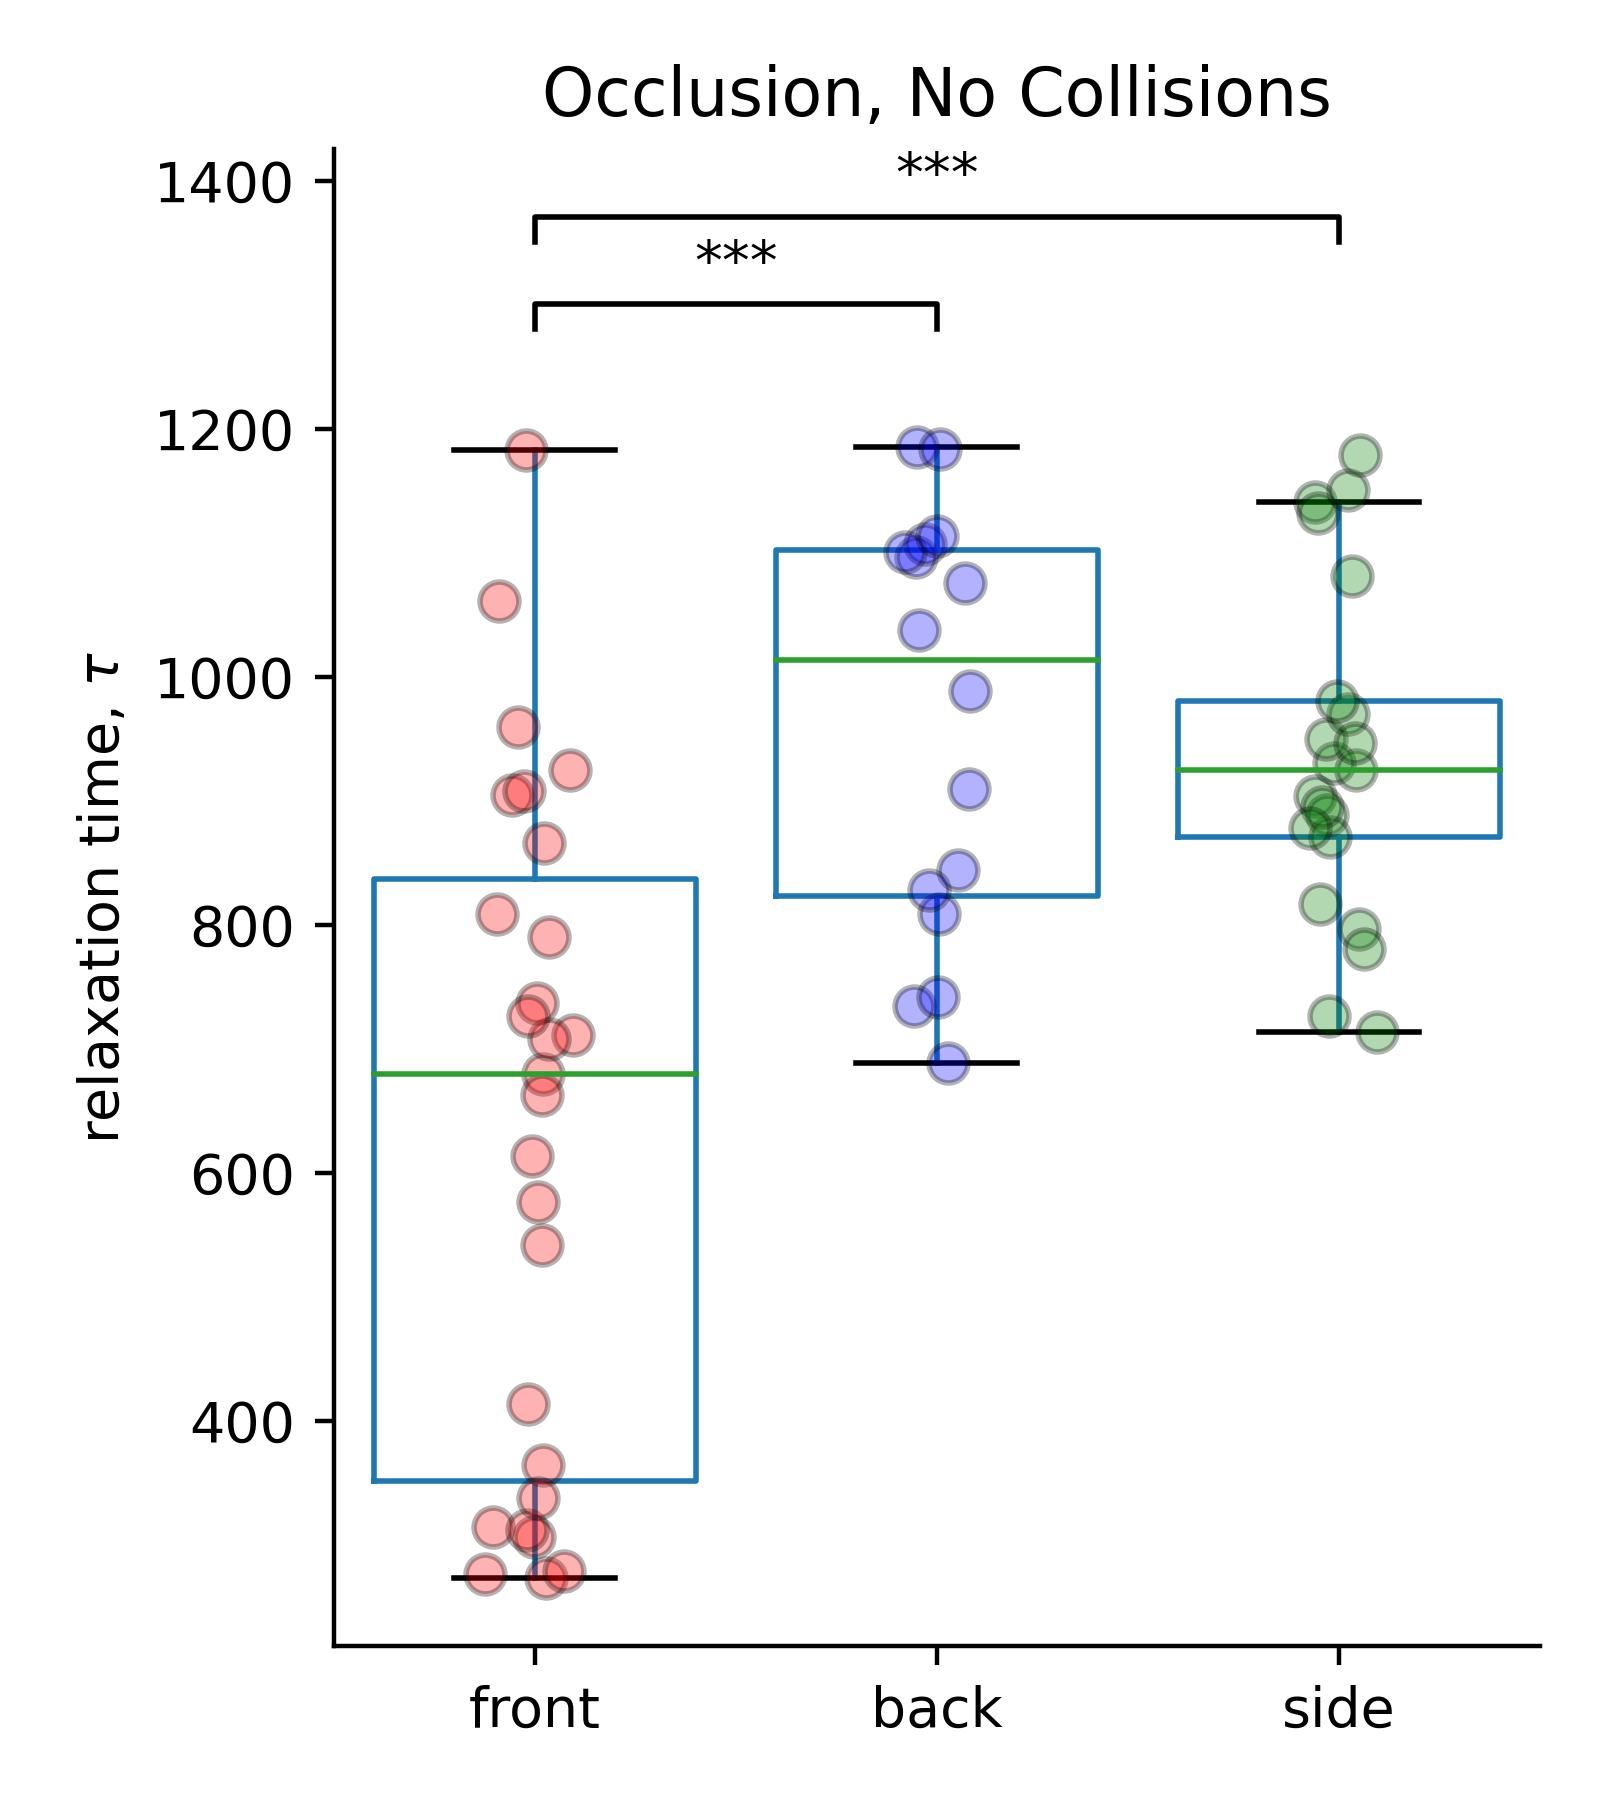 Occlusion, No Collisions
***
***
1400
1200
1000
800
600
400
relaxation time, τ
front
back
side